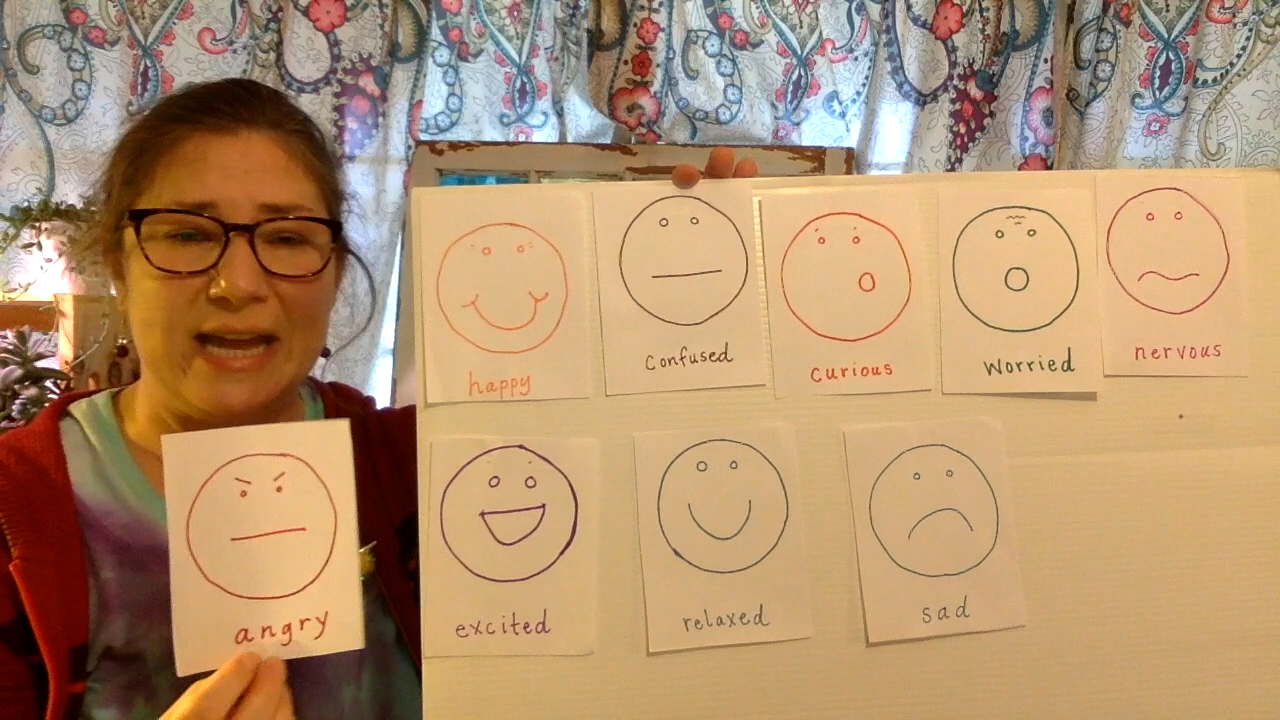 happy
Confused
curious
Worried
nervous
angry
excited
relaxed
sad